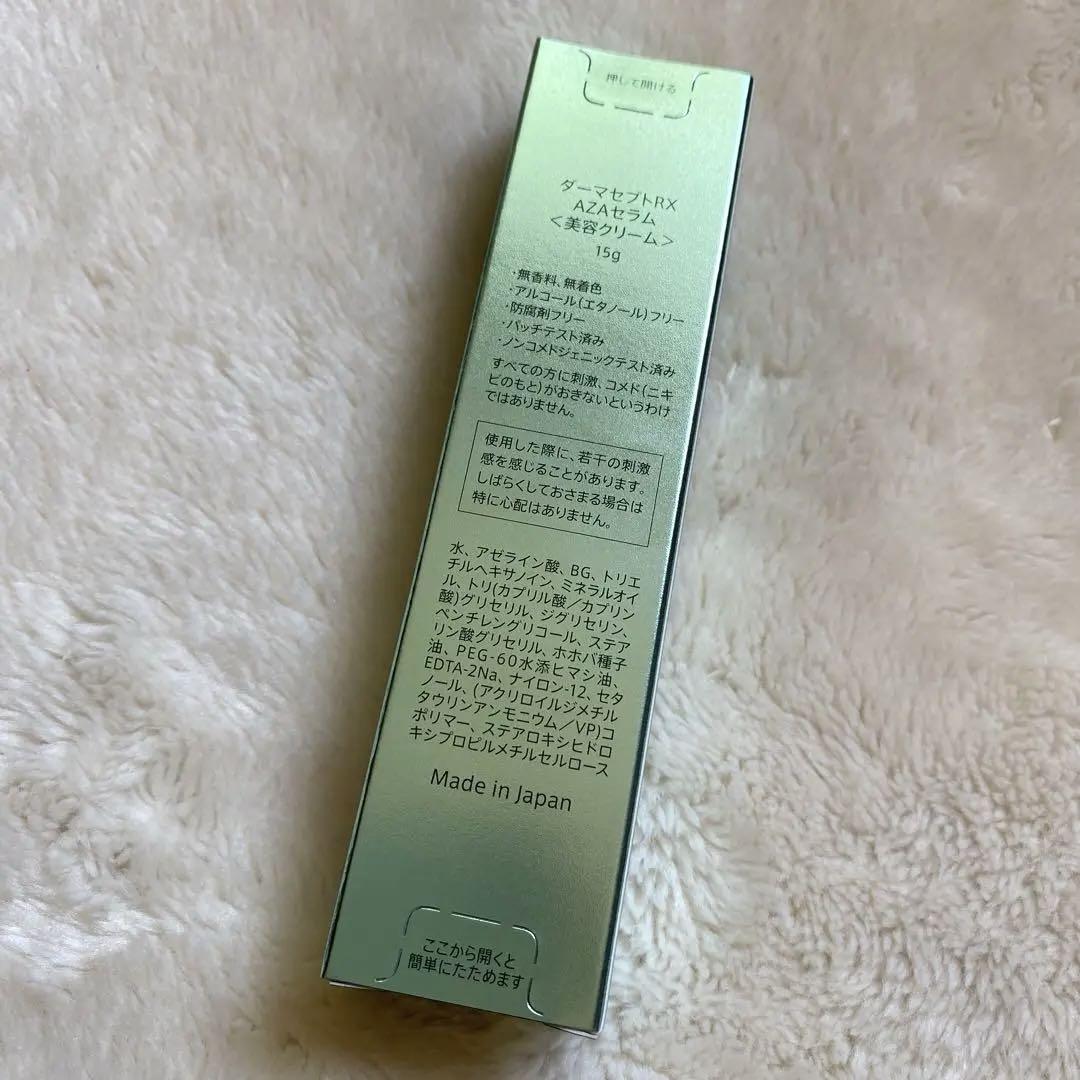 押して開ける
ダーマセプトRX
AZAセラム
＜美容クリーム＞
15g
・無香料、無着色
・アルコール(エタノール)フリー
・防腐剤フリー
・パッチテスト済み
・ノンコメドジェニックテスト済み
すべての方に刺激、コメド(ニキ
ビのもと)がおきないというわけ
ではありません。
使用した際に、若干の刺激
感を感じることがあります。
しばらくしておさまる場合は
特に心配はありません。
水、アゼライン酸、BG、トリエ
チルヘキサノイン、ミネラルオイ
ル、トリ(カプリル酸／カプリン
酸)グリセリル、ジグリセリン、
ペンチレングリコール、ステア
リン酸グリセリル、ホホバ種子
油、PEG-60水添ヒマシ油、
EDTA-2Na、ナイロン-12、セタ
ノール、(アクリロイルジメチル
タウリンアンモニウム／VP)コ
ポリマー、ステアロキシヒドロ
キシプロピルメチルセルロース
Made in Japan
ここから開くと
簡単にたためます